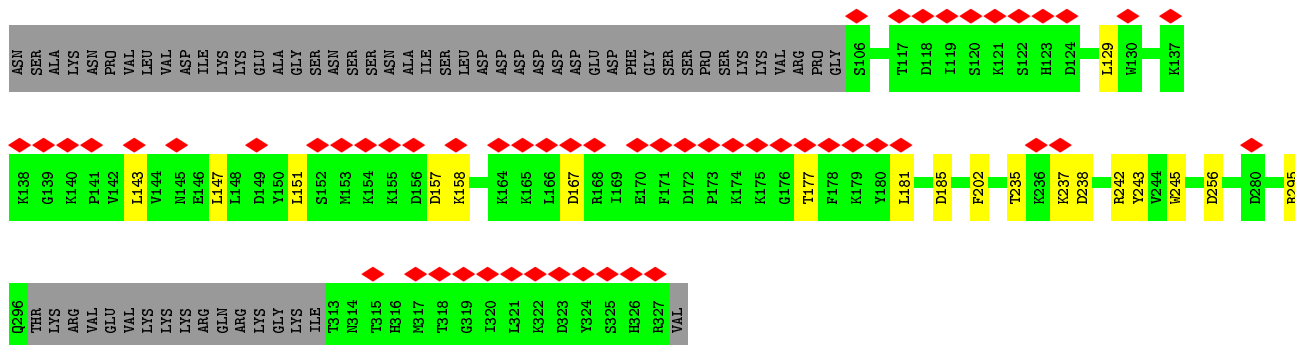 ASN SER ALA LYS ASN PRO VAL LEU VAL ASP ILE LYS LYS GLU ALA GLY SER ASN SER SER ASN ALA ILE SER LEU ASP ASP ASP ASP ASP ASP GLU ASP PHE GLY SER SER PRO SER LYS LYS VAL ARG PRO GLY S106 T117 D118 I119 S120 K121 S122 H123 D124 L129 W130 K137
K138 G139 K140 P141 V142 L143 V144 N145 E146 L147 L148 D149 Y150 L151 S152 M153 K154 K155 D156 D157 K158 K164 K165 L166 D167 R168 I169 E170 F171 D172 P173 K174 K175 G176 T177 F178 K179 Y180 L181 D185 F202 T235 K236 K237 D238 R242 Y243 V244 W245 D256 D280 R295
Q296 THR LYS ARG VAL GLU VAL LYS LYS LYS ARG GLN ARG LYS GLY LYS ILE T313 N314 T315 H316 M317 T318 G319 I320 L321 K322 D323 Y324 S325 H326 R327 VAL